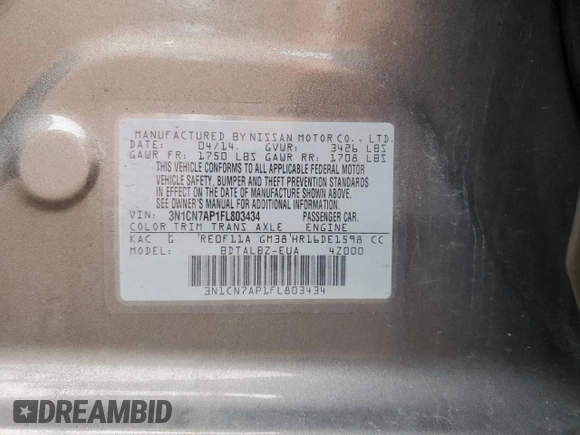 MANUFACTURED BY NISSAN MOTOR CO., LTD.
DATE: 04/14 GVWR: 3426 LBS
GAWR FR: 1750 LBS GAWR RR: 1708 LBS
THIS VEHICLE CONFORMS TO ALL APPLICABLE FEDERAL MOTOR
VEHICLE SAFETY, BUMPER AND THEFT PREVENTION STANDARDS
IN EFFECT ON THE DATE OF MANUFACTURE SHOWN ABOVE.
SEE OWNER'S MANUAL FOR ADDITIONAL INFORMATION.
VIN: 3N1CN7AP1FL803434 PASSENGER CAR.
COLOR TRIM TRANS AXLE ENGINE
KAC G RE0F11A GM38 HR16DE1598 CC
MODEL: BDTALBZ-EUA 4Z000
3N1CN7AP1FL803434
DREAMBID